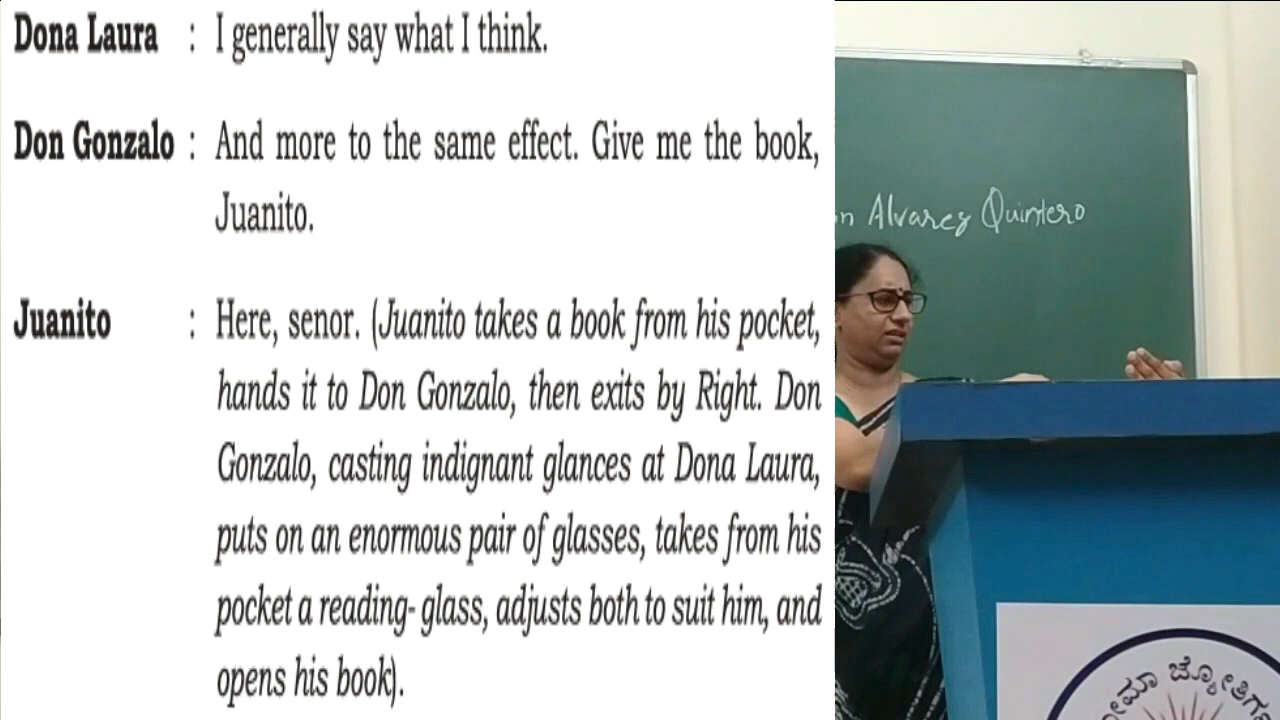 Dona Laura : I generally say what I think.
Don Gonzalo : And more to the same effect. Give me the book,
Juanito.
Juanito : Here, senor. (Juanito takes a book from his pocket,
hands it to Don Gonzalo, then exits by Right. Don
Gonzalo, casting indignant glances at Dona Laura,
puts on an enormous pair of glasses, takes from his
pocket a reading- glass, adjusts both to suit him, and
opens his book).
Alvarez Quintero